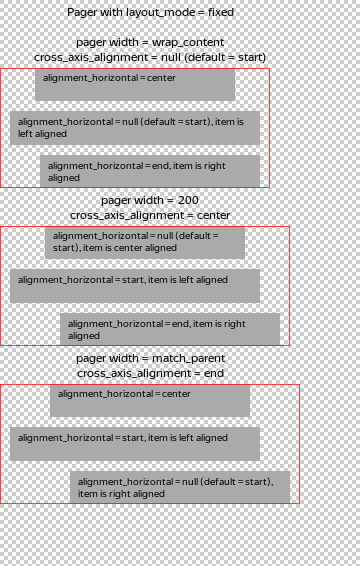 Pager with layout_mode = fixed
pager width = wrap_content
cross_axis_alignment = null (default = start)
alignment_horizontal = center
alignment_horizontal = null (default = start), item is
left aligned
alignment_horizontal = end, item is right
aligned
pager width = 200
cross_axis_alignment = center
alignment_horizontal = null (default =
start), item is center aligned
alignment_horizontal = start, item is left aligned
alignment_horizontal = end, item is right
aligned
pager width = match_parent
cross_axis_alignment = end
alignment_horizontal = center
alignment_horizontal = start, item is left aligned
alignment_horizontal = null (default = start),
item is right aligned